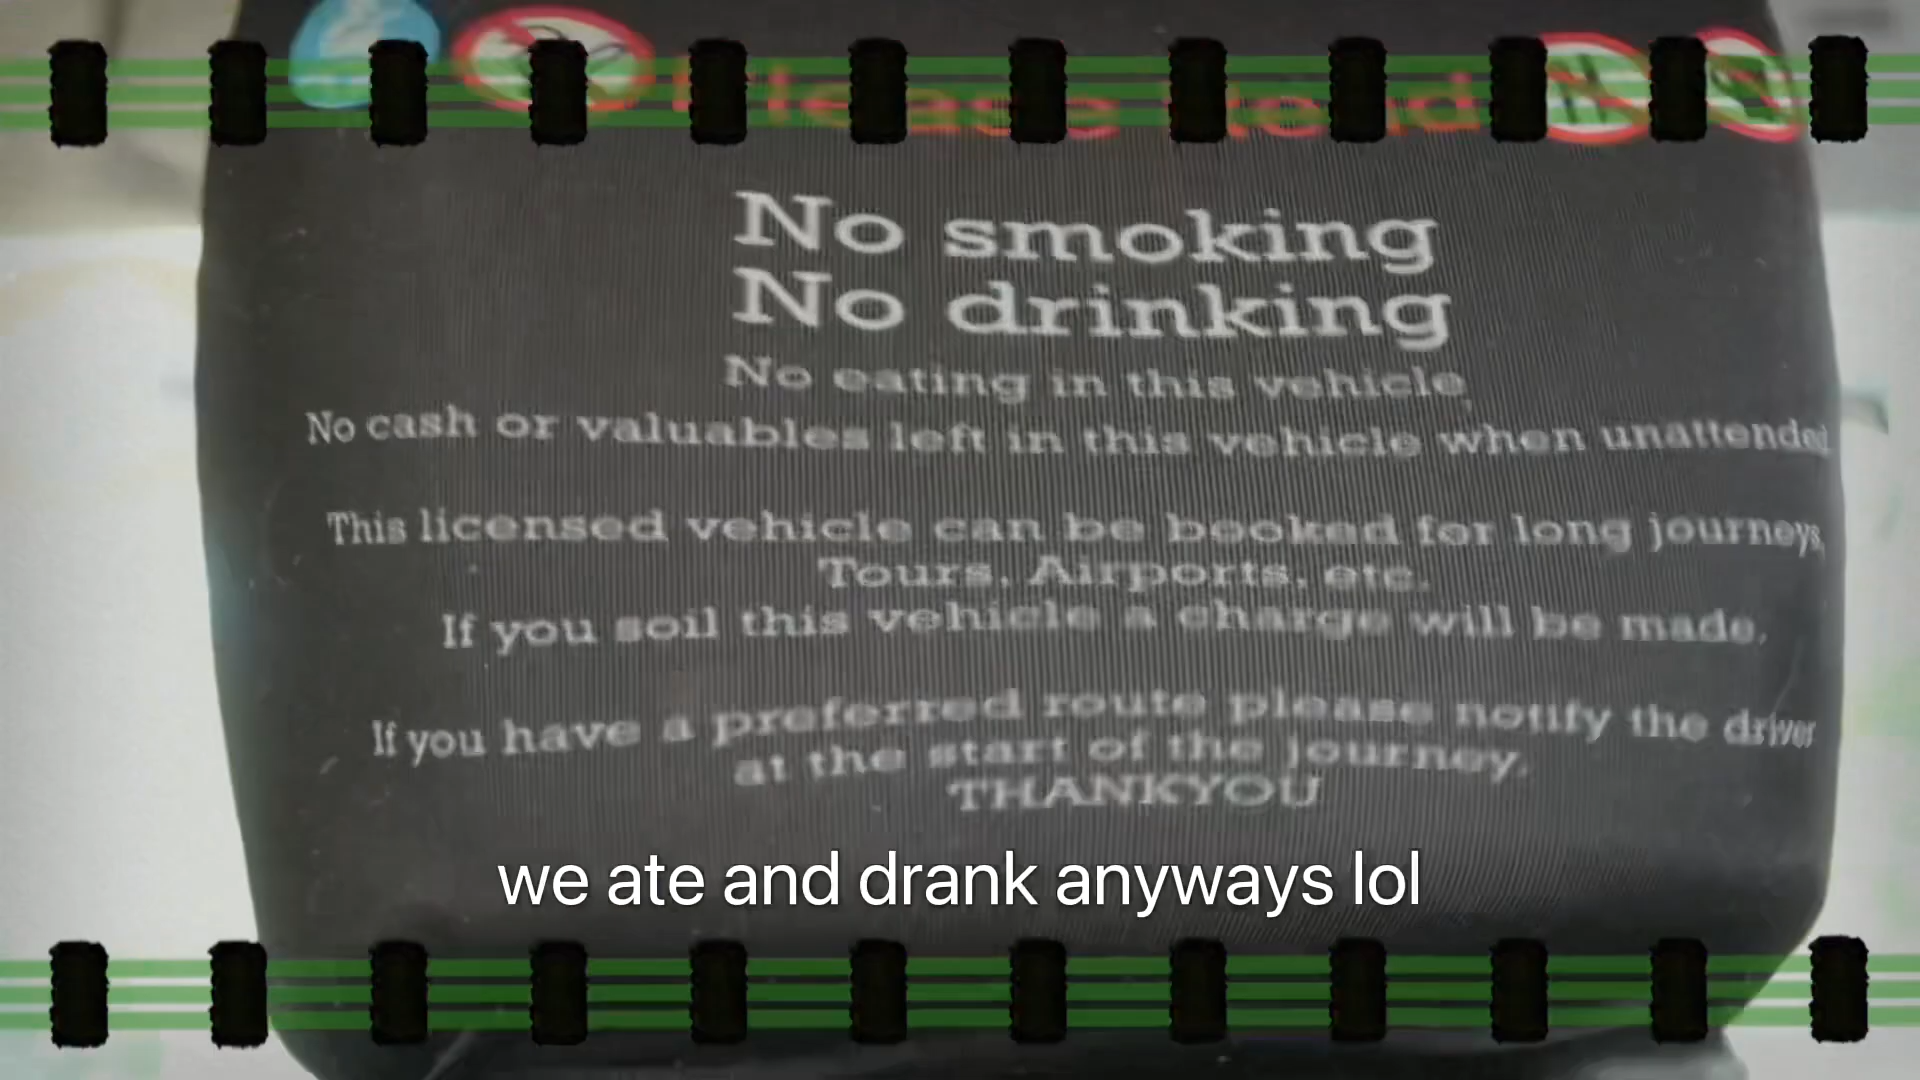 Please Read
No smoking
No drinking
No eating in this vehicle,
No cash or valuables left in this vehicle when unattended
This licensed vehicle can be booked for long journeys,
Tours, Airports, etc.
If you soil this vehicle a charge will be made,
If you have a preferred route please notify the driver
at the start of the journey.
THANKYOU
we ate and drank anyways lol